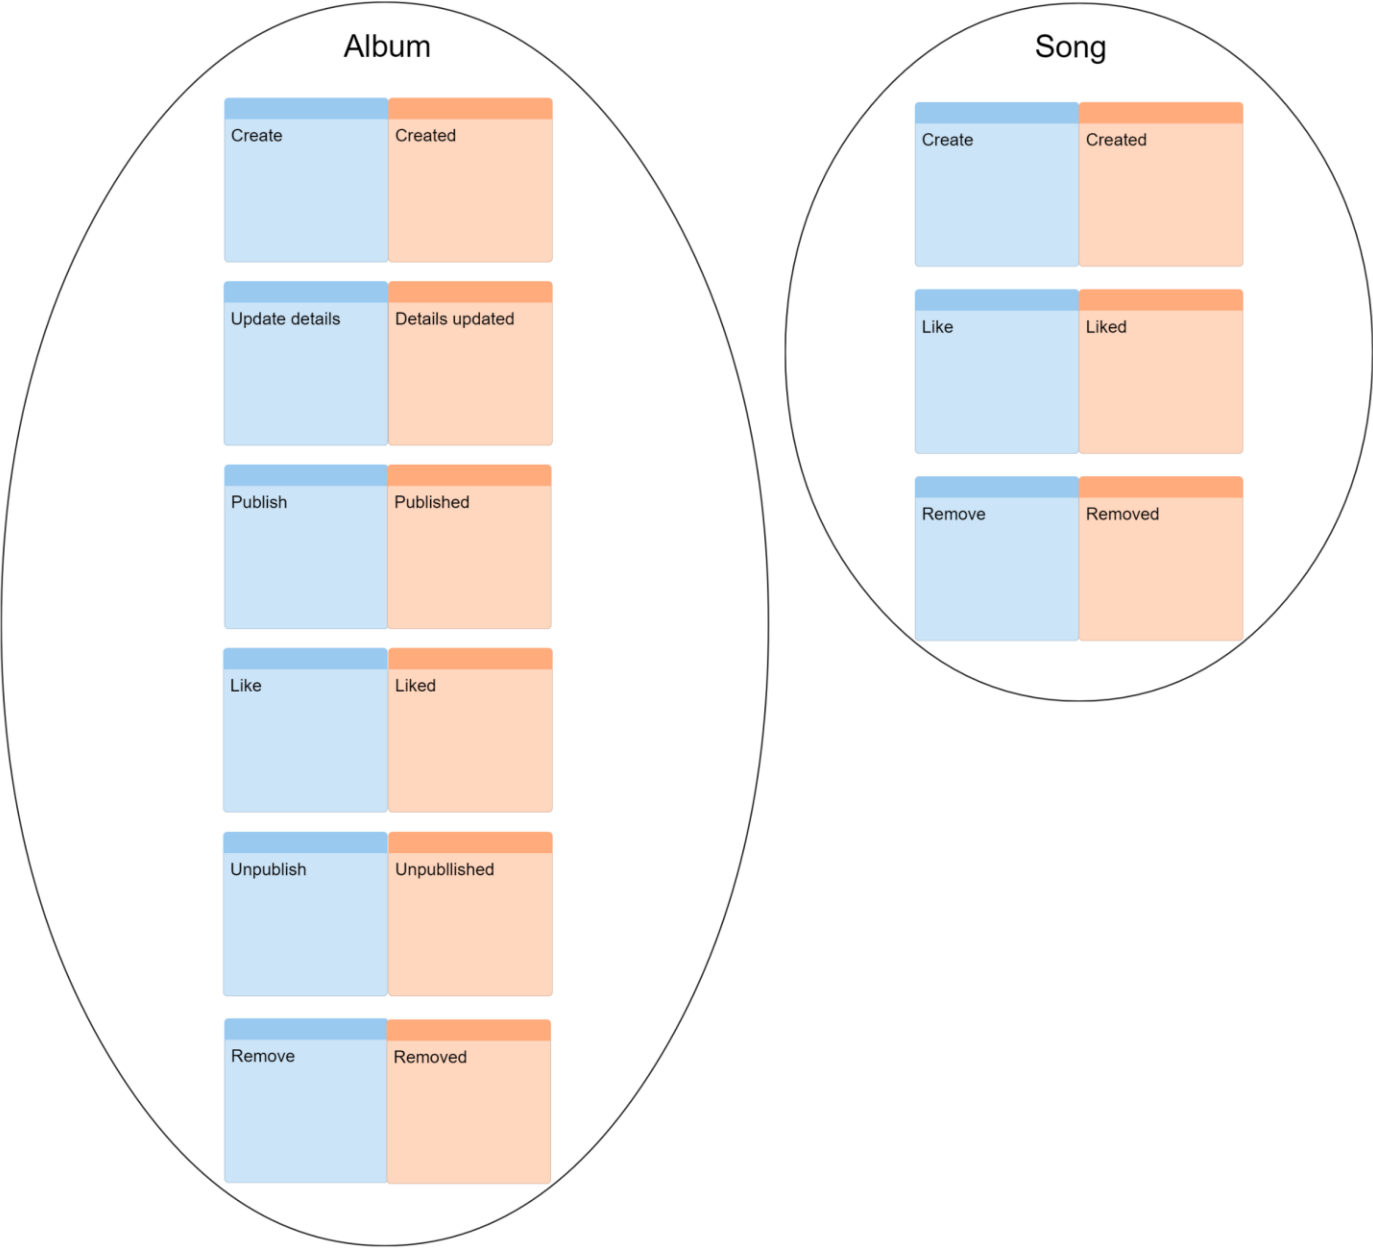 Album
Create
Created
Update details
Details updated
Publish
Published
Like
Liked
Unpublish
Unpubllished
Remove
Removed
Song
Create
Created
Like
Liked
Remove
Removed